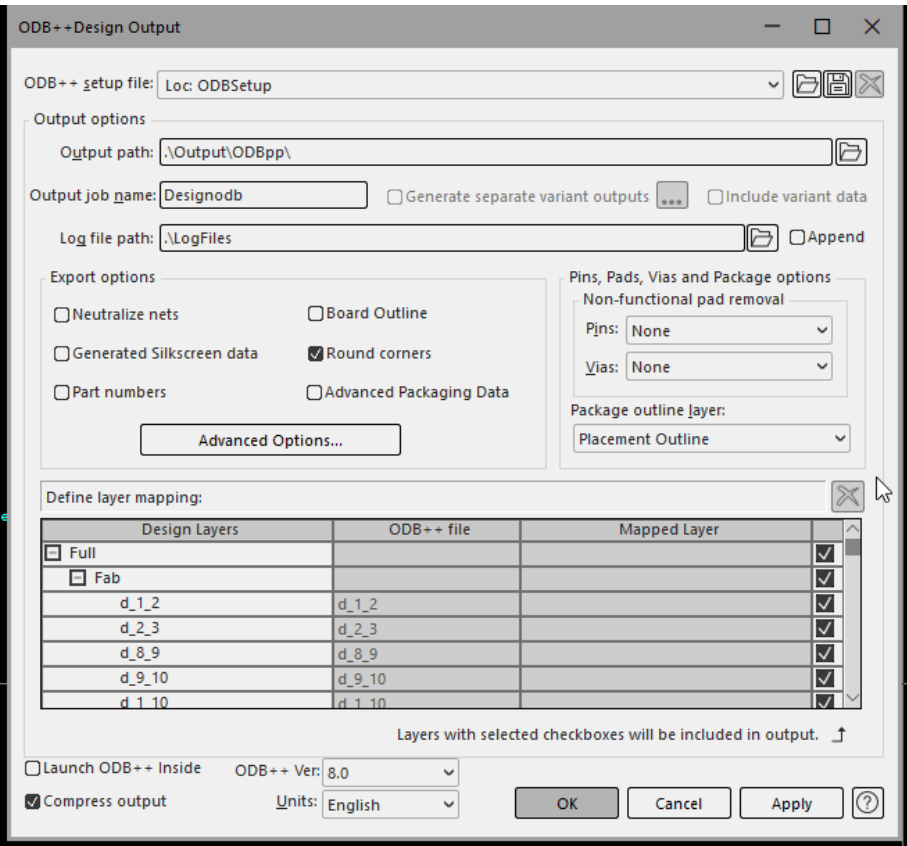 ODB++Design Output
ODB++ setup file: Loc: ODBSetup
Output options
Output path: .\Output\ODBpp\
Output job name: Designodb Generate separate variant outputs ... Include variant data
Log file path: .\LogFiles Append
Export options
Neutralize nets Board Outline
Generated Silkscreen data Round corners
Part numbers Advanced Packaging Data
Advanced Options...
Pins, Pads, Vias and Package options
Non-functional pad removal
Pins: None
Vias: None
Package outline layer:
Placement Outline
Define layer mapping:
Design Layers ODB++ file Mapped Layer
Full
Fab
d_1_2 d_1_2
d_2_3 d_2_3
d_8_9 d_8_9
d_9_10 d_9_10
d_1_10 d_1_10
Layers with selected checkboxes will be included in output.
Launch ODB++ Inside ODB++ Ver: 8.0
Compress output Units: English OK Cancel Apply ?